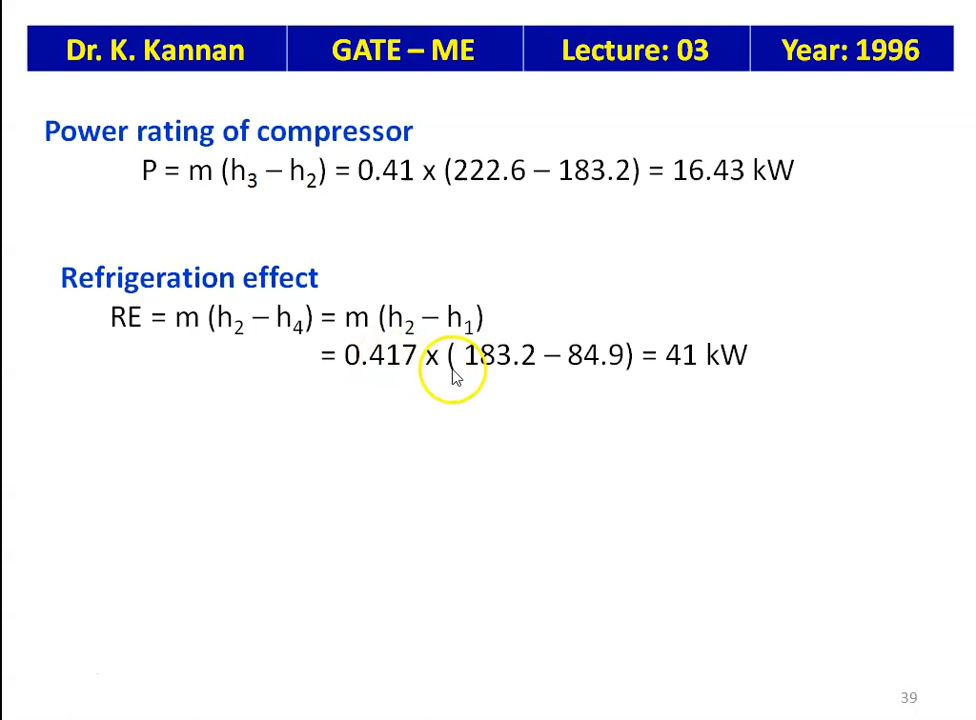 Dr. K. Kannan GATE – ME Lecture: 03 Year: 1996
Power rating of compressor
P = m (h₃ – h₂) = 0.41 x (222.6 – 183.2) = 16.43 kW
Refrigeration effect
RE = m (h₂ – h₄) = m (h₂ – h₁)
= 0.417 x ( 183.2 – 84.9) = 41 kW
39